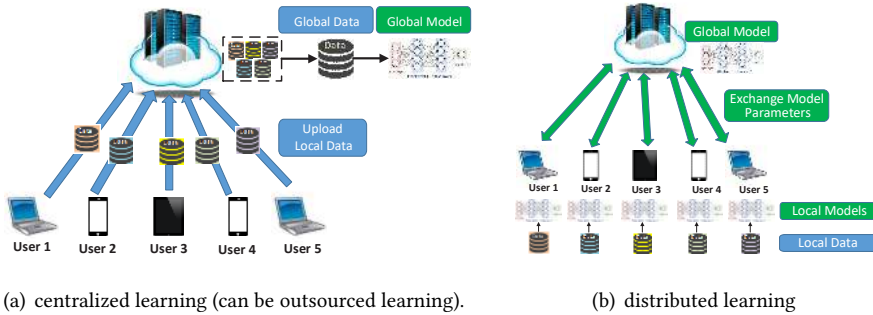 Global Data
Global Model
Data
Upload
Local Data
User 1
User 2
User 3
User 4
User 5
(a) centralized learning (can be outsourced learning).
Global Model
Exchange Model
Parameters
User 1
User 2
User 3
User 4
User 5
Local Models
Local Data
(b) distributed learning